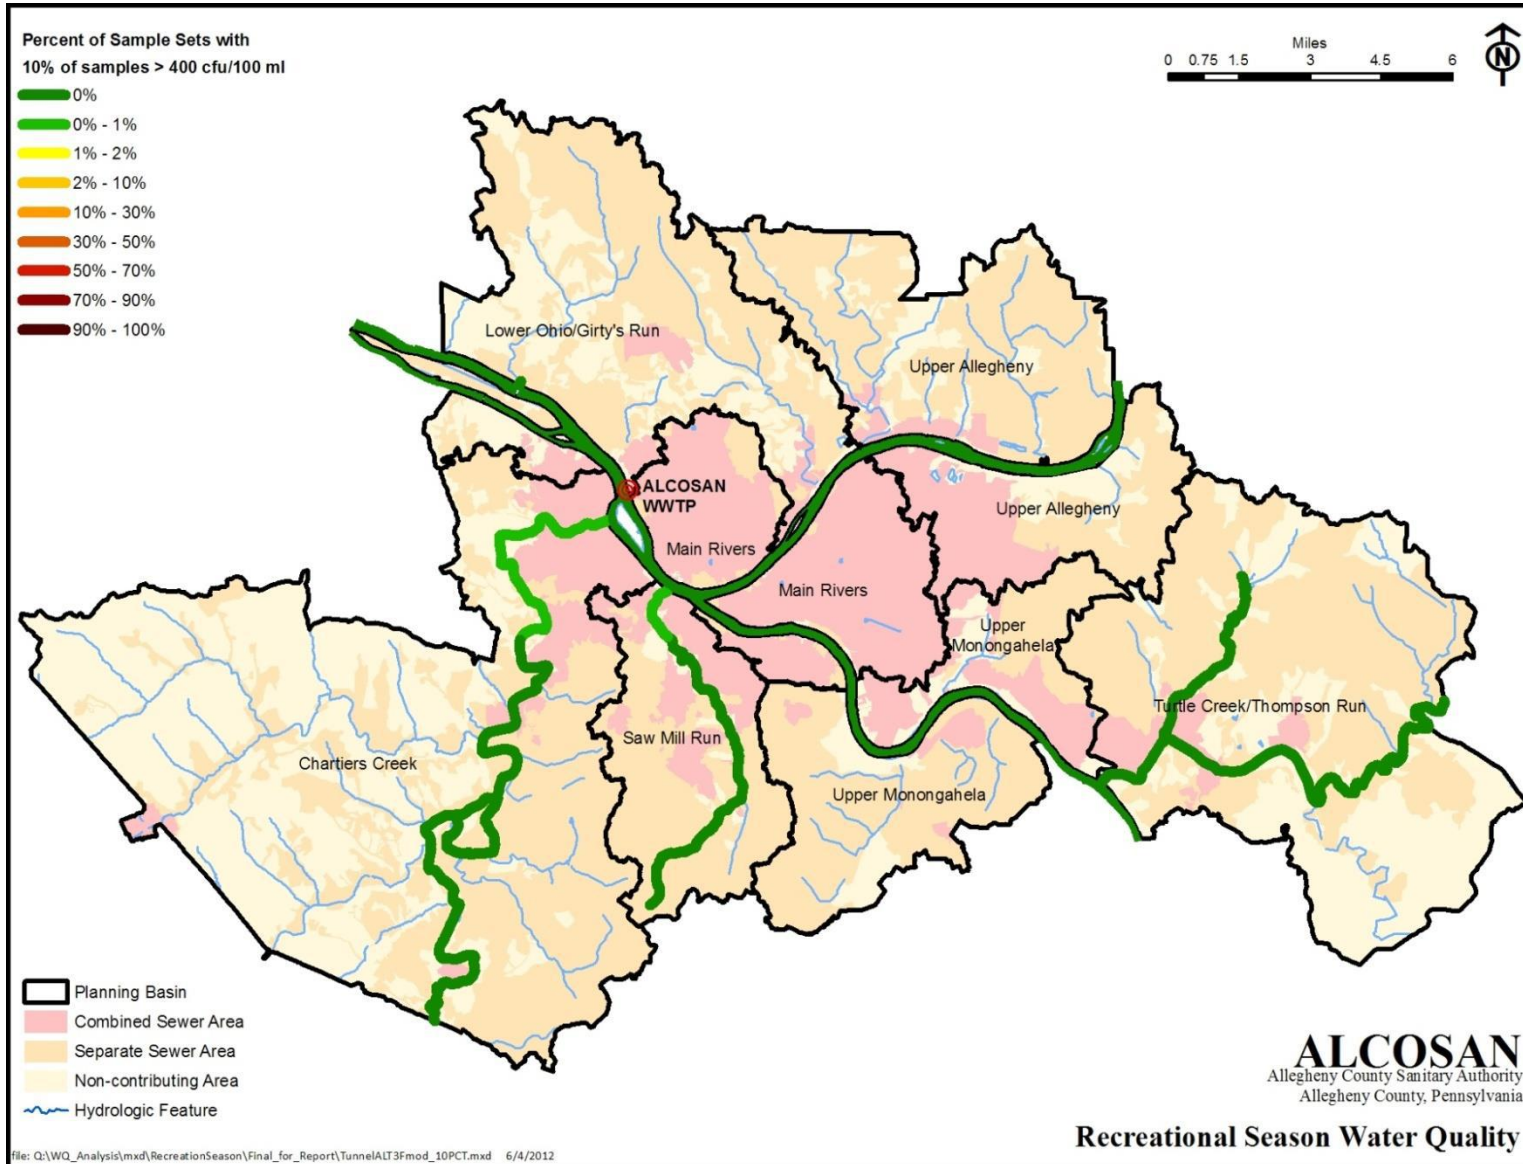 Percent of Sample Sets with
10% of samples > 400 cfu/100 ml
0%
0% - 1%
1% - 2%
2% - 10%
10% - 30%
30% - 50%
50% - 70%
70% - 90%
90% - 100%
Miles
0 0.75 1.5 3 4.5 6
N
Lower Ohio/Girty's Run
Upper Allegheny
ALCOSAN
WWTP
Upper Allegheny
Main Rivers
Main Rivers
Upper
Monongahela
Turtle Creek/Thompson Run
Saw Mill Run
Chartiers Creek
Upper Monongahela
Planning Basin
Combined Sewer Area
Separate Sewer Area
Non-contributing Area
Hydrologic Feature
ALCOSAN
Allegheny County Sanitary Authority
Allegheny County, Pennsylvania
Recreational Season Water Quality
file: Q:\WQ_Analysis\mxd\RecreationSeason\Final_for_Report\TunnelALT3Fmod_10PCT.mxd 6/4/2012